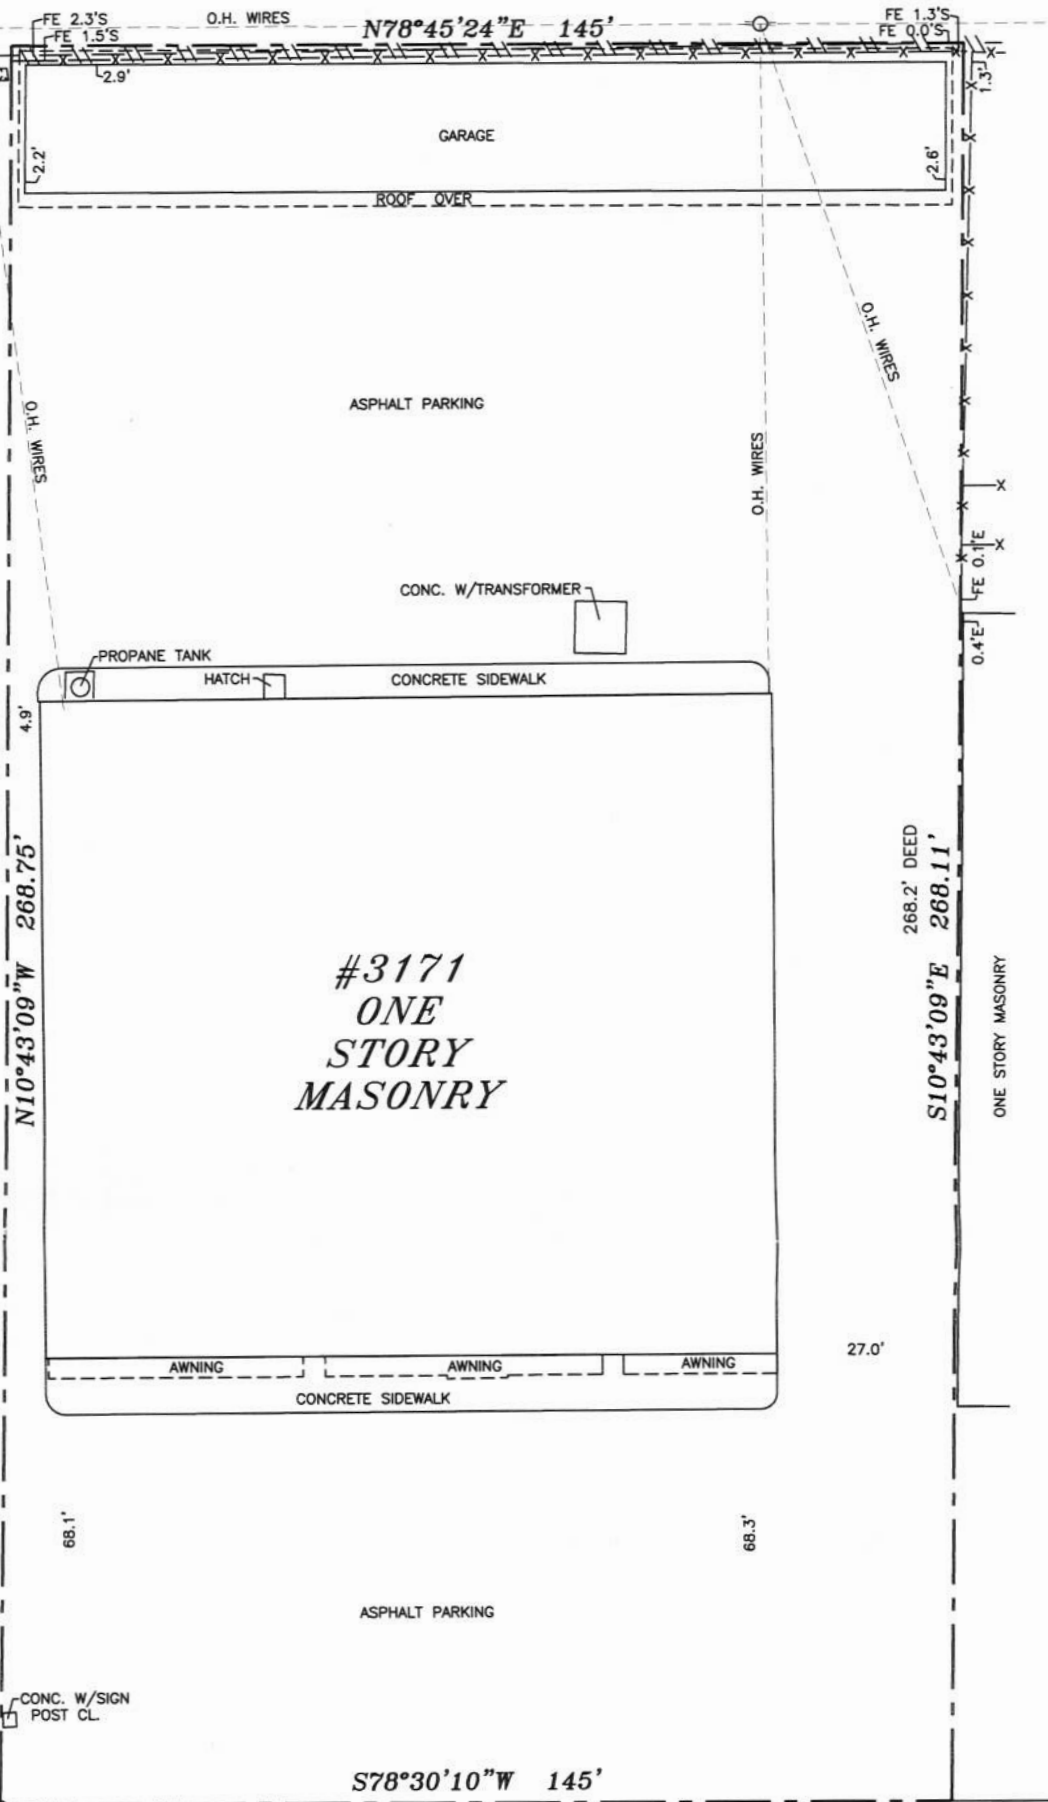 FE 2.3'S
O.H. WIRES
N78°45'24"E 145'
FE 1.3'S
FE 1.5'S
FE 0.0'S
2.9'
1.3'
GARAGE
2.2'
2.6'
ROOF OVER
O.H. WIRES
ASPHALT PARKING
O.H. WIRES
O.H. WIRES
FE 0.1'E
CONC. W/TRANSFORMER
0.4'E
PROPANE TANK
HATCH
CONCRETE SIDEWALK
4.9'
N10°43'09"W 268.75'
268.2' DEED
S10°43'09"E 268.11'
#3171
ONE
STORY
MASONRY
ONE STORY MASONRY
27.0'
AWNING
AWNING
AWNING
CONCRETE SIDEWALK
68.1'
68.3'
ASPHALT PARKING
CONC. W/SIGN
POST CL.
S78°30'10"W 145'